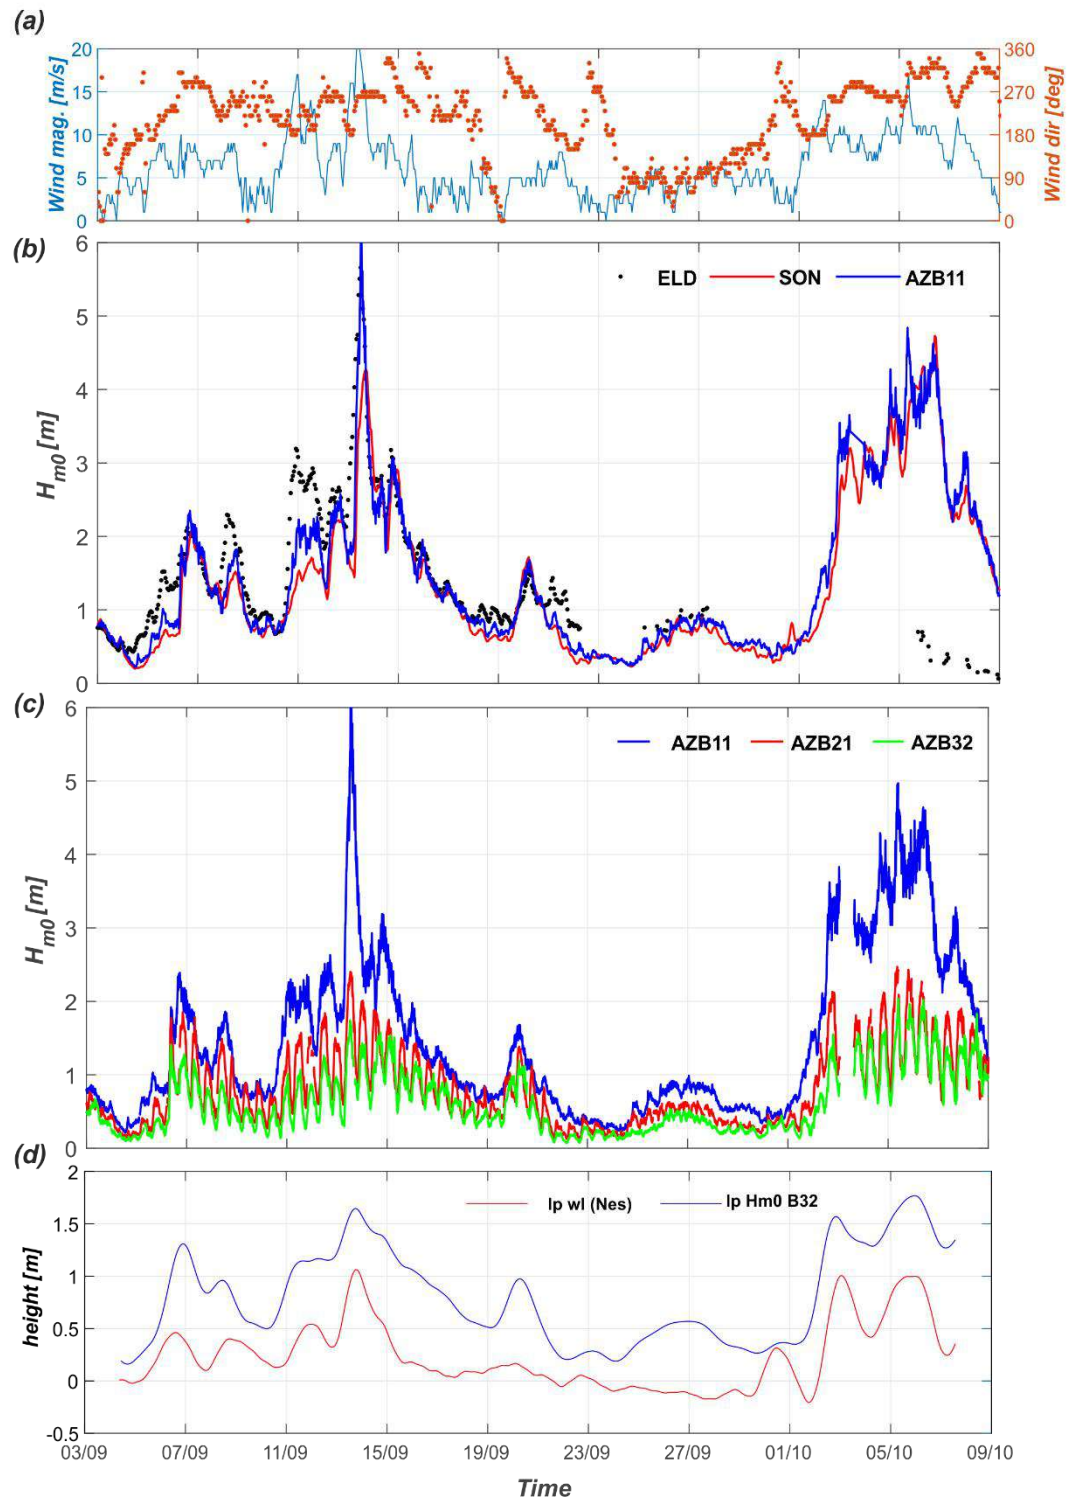 (a)
20
15
10
5
0
Wind mag. [m/s]
360
270
180
90
0
Wind dir [deg]
(b)
6
5
4
3
2
1
0
Hm0 [m]
ELD SON AZB11
(c)
6
5
4
3
2
1
0
Hm0 [m]
AZB11 AZB21 AZB32
(d)
2
1.5
1
0.5
0
-0.5
height [m]
lp wl (Nes) lp Hm0 B32
03/09 07/09 11/09 15/09 19/09 23/09 27/09 01/10 05/10 09/10
Time